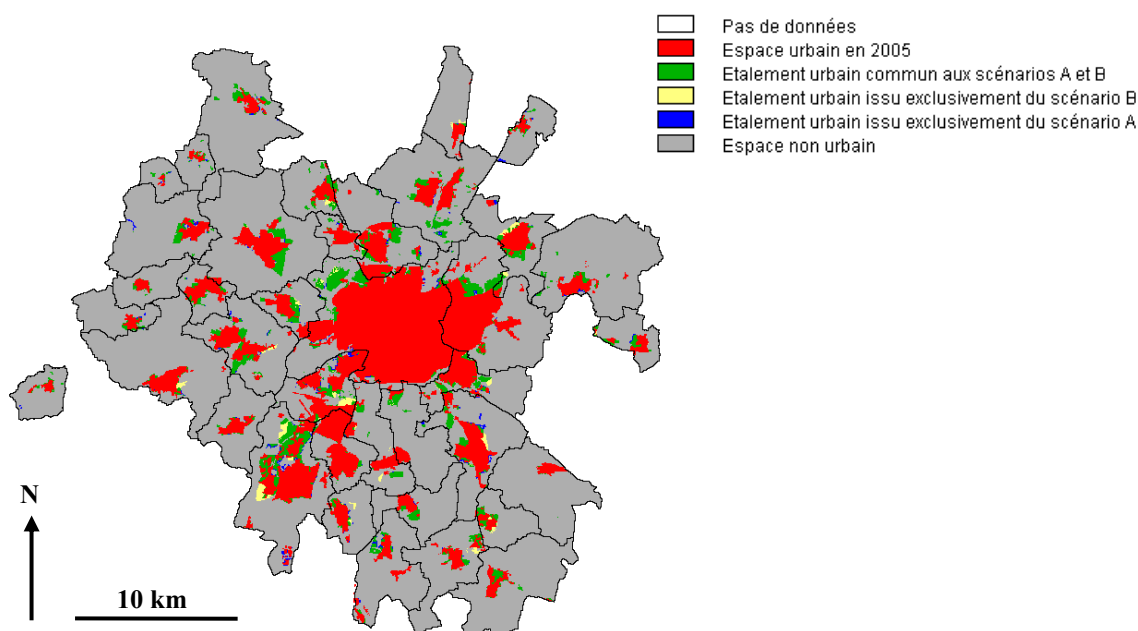 Pas de données
Espace urbain en 2005
Etalement urbain commun aux scénarios A et B
Etalement urbain issu exclusivement du scénario B
Etalement urbain issu exclusivement du scénario A
Espace non urbain
N
10 km